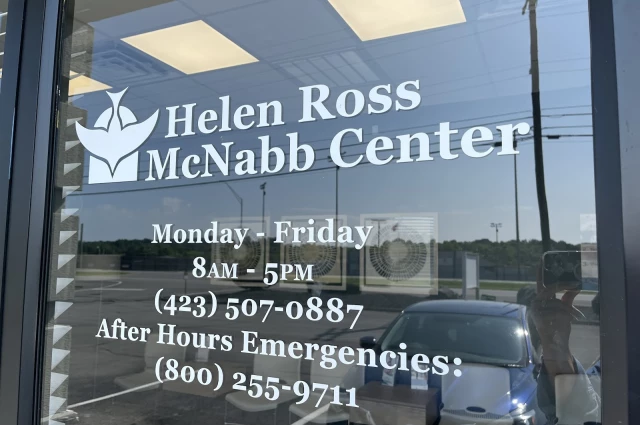 Helen Ross
McNabb Center
Monday - Friday
8AM - 5PM
(423) 507-0887
After Hours Emergencies:
(800) 255-9711